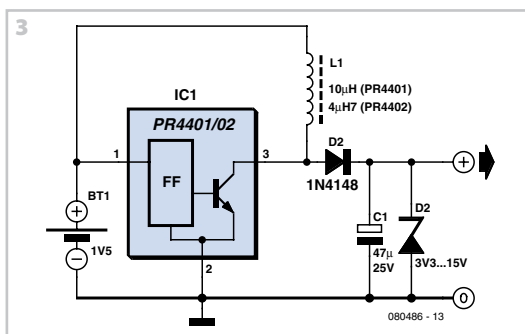 3
L1
10µH (PR4401)
4µH7 (PR4402)
IC1
PR4401/02
D2
1
3
1N4148
FF
BT1
+
+
C1
D2
1V5
47µ
25V
3V3...15V
−
2
0
080486 - 13